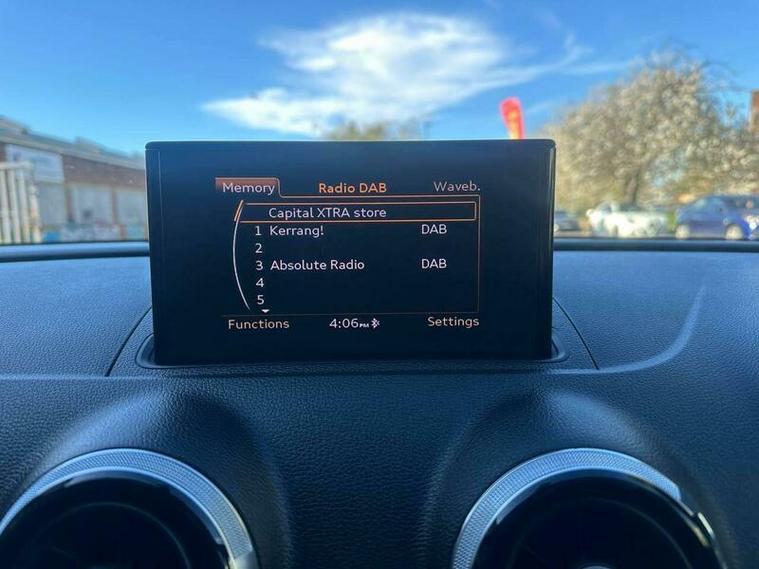 Memory Radio DAB Waveb.
Capital XTRA store
1 Kerrang! DAB
2
3 Absolute Radio DAB
4
5
Functions 4:06PM Settings